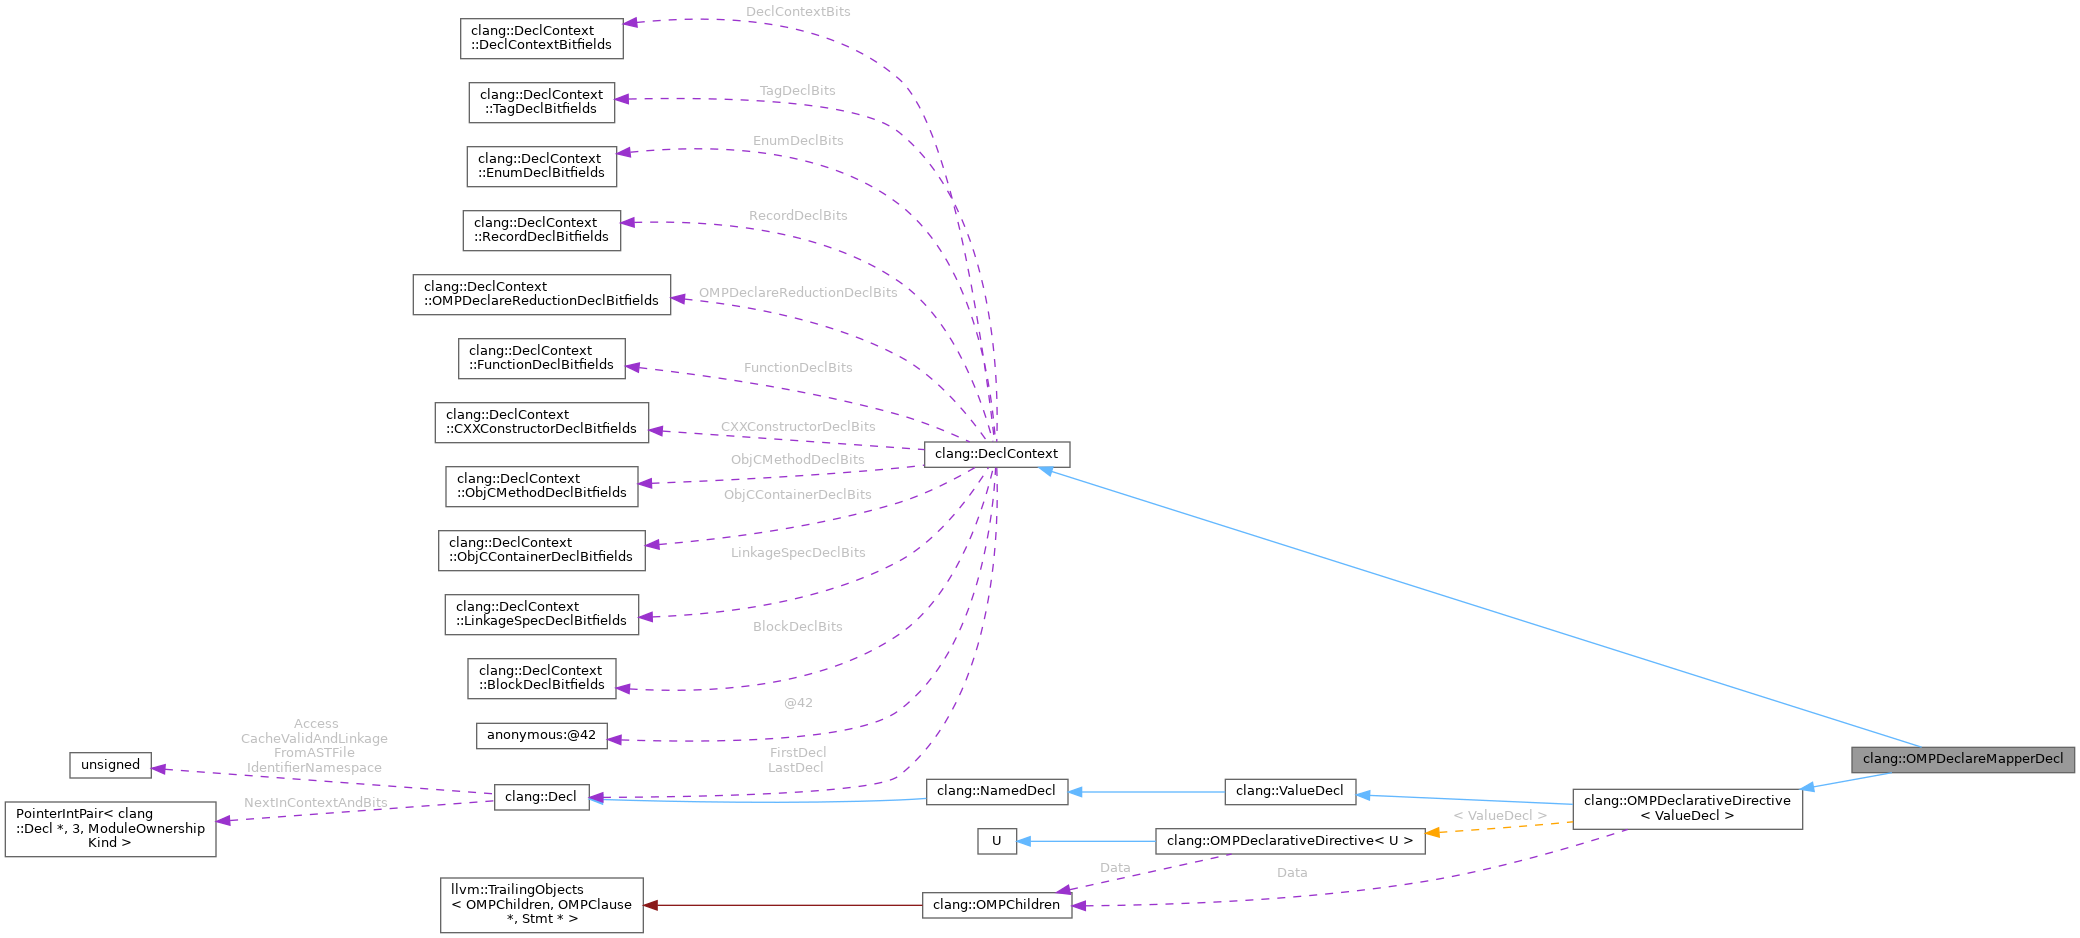 DeclContextBits
clang::DeclContext
::DeclContextBitfields
TagDeclBits
clang::DeclContext
::TagDeclBitfields
EnumDeclBits
clang::DeclContext
::EnumDeclBitfields
RecordDeclBits
clang::DeclContext
::RecordDeclBitfields
OMPDeclareReductionDeclBits
clang::DeclContext
::OMPDeclareReductionDeclBitfields
FunctionDeclBits
clang::DeclContext
::FunctionDeclBitfields
CXXConstructorDeclBits
clang::DeclContext
::CXXConstructorDeclBitfields
clang::DeclContext
ObjCMethodDeclBits
clang::DeclContext
::ObjCMethodDeclBitfields
ObjCContainerDeclBits
clang::DeclContext
::ObjCContainerDeclBitfields
LinkageSpecDeclBits
clang::DeclContext
::LinkageSpecDeclBitfields
BlockDeclBits
clang::DeclContext
::BlockDeclBitfields
@42
anonymous:@42
Access
CacheValidAndLinkage
FromASTFile
IdentifierNamespace
FirstDecl
LastDecl
clang::OMPDeclareMapperDecl
unsigned
clang::Decl
clang::NamedDecl
clang::ValueDecl
clang::OMPDeclarativeDirective
< ValueDecl >
NextInContextAndBits
PointerIntPair< clang
::Decl *, 3, ModuleOwnership
Kind >
< ValueDecl >
U
clang::OMPDeclarativeDirective< U >
Data
Data
llvm::TrailingObjects
< OMPChildren, OMPClause
*, Stmt * >
clang::OMPChildren